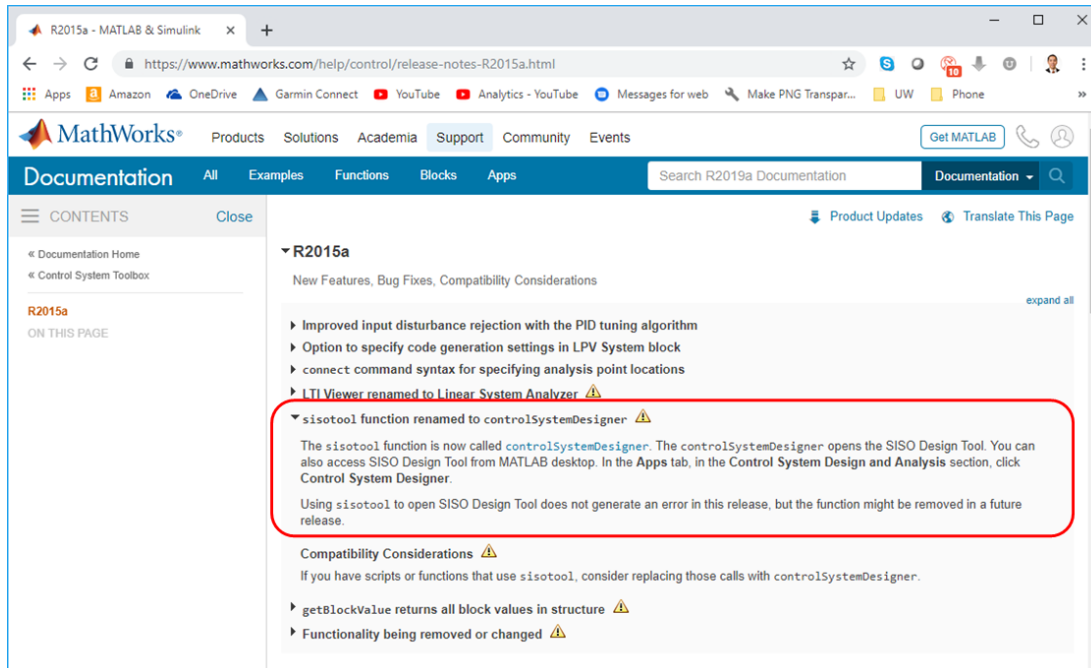 R2015a - MATLAB & Simulink
https://www.mathworks.com/help/control/release-notes-R2015a.html
10
Apps Amazon OneDrive Garmin Connect YouTube Analytics - YouTube Messages for web Make PNG Transpar... UW Phone »
MathWorks® Products Solutions Academia Support Community Events Get MATLAB
Documentation All Examples Functions Blocks Apps Search R2019a Documentation Documentation
CONTENTS Close
Product Updates Translate This Page
« Documentation Home
« Control System Toolbox
R2015a
ON THIS PAGE
R2015a
New Features, Bug Fixes, Compatibility Considerations
expand all
Improved input disturbance rejection with the PID tuning algorithm
Option to specify code generation settings in LPV System block
connect command syntax for specifying analysis point locations
LTI Viewer renamed to Linear System Analyzer
sisotool function renamed to controlSystemDesigner
The sisotool function is now called controlSystemDesigner. The controlSystemDesigner opens the SISO Design Tool. You can
also access SISO Design Tool from MATLAB desktop. In the Apps tab, in the Control System Design and Analysis section, click
Control System Designer.
Using sisotool to open SISO Design Tool does not generate an error in this release, but the function might be removed in a future
release.
Compatibility Considerations
If you have scripts or functions that use sisotool, consider replacing those calls with controlSystemDesigner.
getBlockValue returns all block values in structure
Functionality being removed or changed